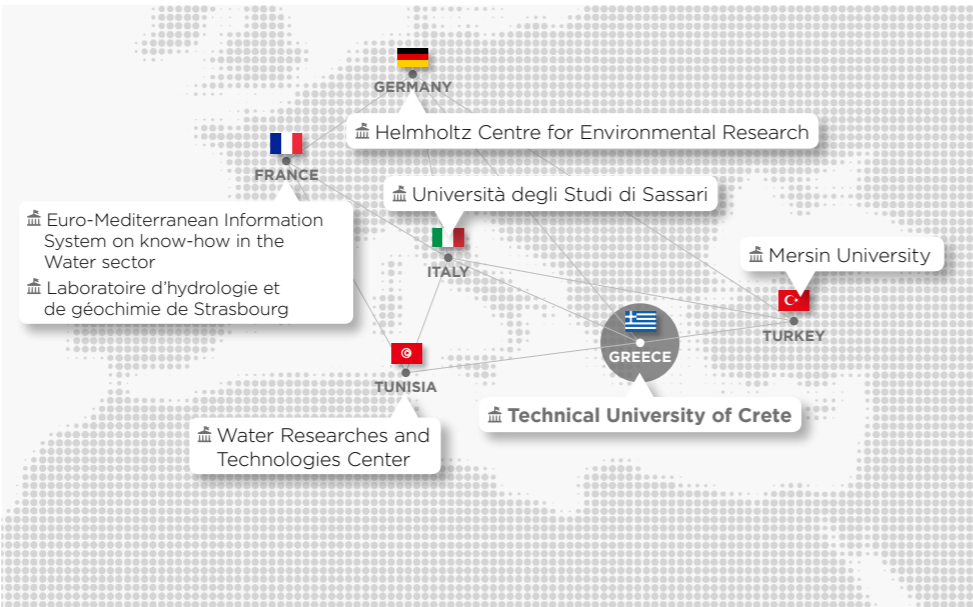 GERMANY
Helmholtz Centre for Environmental Research
FRANCE
Euro-Mediterranean Information
System on know-how in the
Water sector
Laboratoire d’hydrologie et
de géochimie de Strasbourg
Università degli Studi di Sassari
ITALY
Mersin University
TURKEY
GREECE
Technical University of Crete
TUNISIA
Water Researches and
Technologies Center